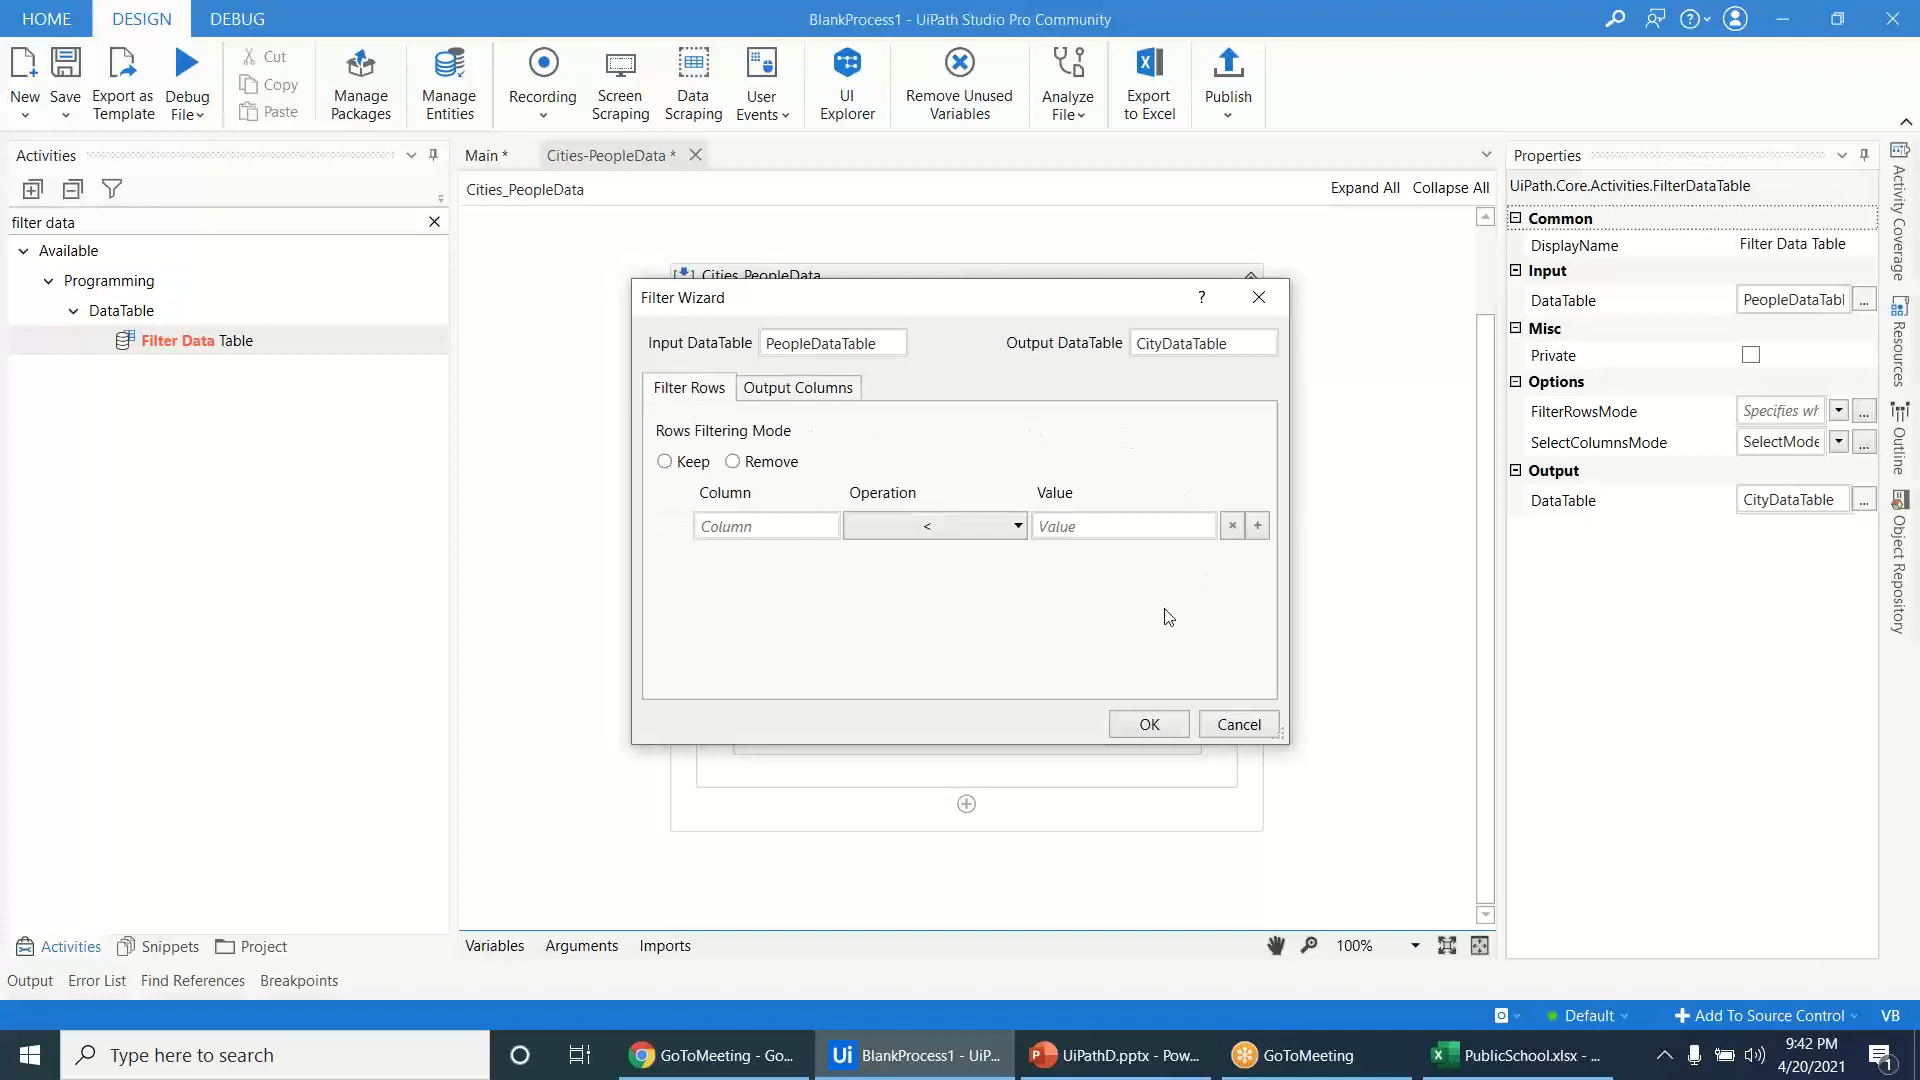 HOME DESIGN DEBUG BlankProcess1 - UiPath Studio Pro Community
New Save Export as Template Debug File Cut Copy Paste Manage Packages Manage Entities Recording Screen Scraping Data Scraping User Events UI Explorer Remove Unused Variables Analyze File Export to Excel Publish
Activities
filter data
Available
Programming
DataTable
Filter Data Table
Main * Cities-PeopleData *
Cities_PeopleData Expand All Collapse All
Cities_PeopleData
Filter Wizard ?
Input DataTable PeopleDataTable Output DataTable CityDataTable
Filter Rows Output Columns
Rows Filtering Mode
Keep Remove
Column Operation Value
Column < Value
OK Cancel
Properties
UiPath.Core.Activities.FilterDataTable
Common
DisplayName Filter Data Table
Input
DataTable PeopleDataTabl ...
Misc
Private
Options
FilterRowsMode Specifies wh ...
SelectColumnsMode SelectMode ...
Output
DataTable CityDataTable ...
Activity Coverage
Resources
Outline
Object Repository
Activities Snippets Project
Variables Arguments Imports 100%
Output Error List Find References Breakpoints
Default Add To Source Control VB
Type here to search GoToMeeting - Go... BlankProcess1 - UiP... UiPathD.pptx - Pow... GoToMeeting PublicSchool.xlsx - ... 9:42 PM
4/20/2021 1